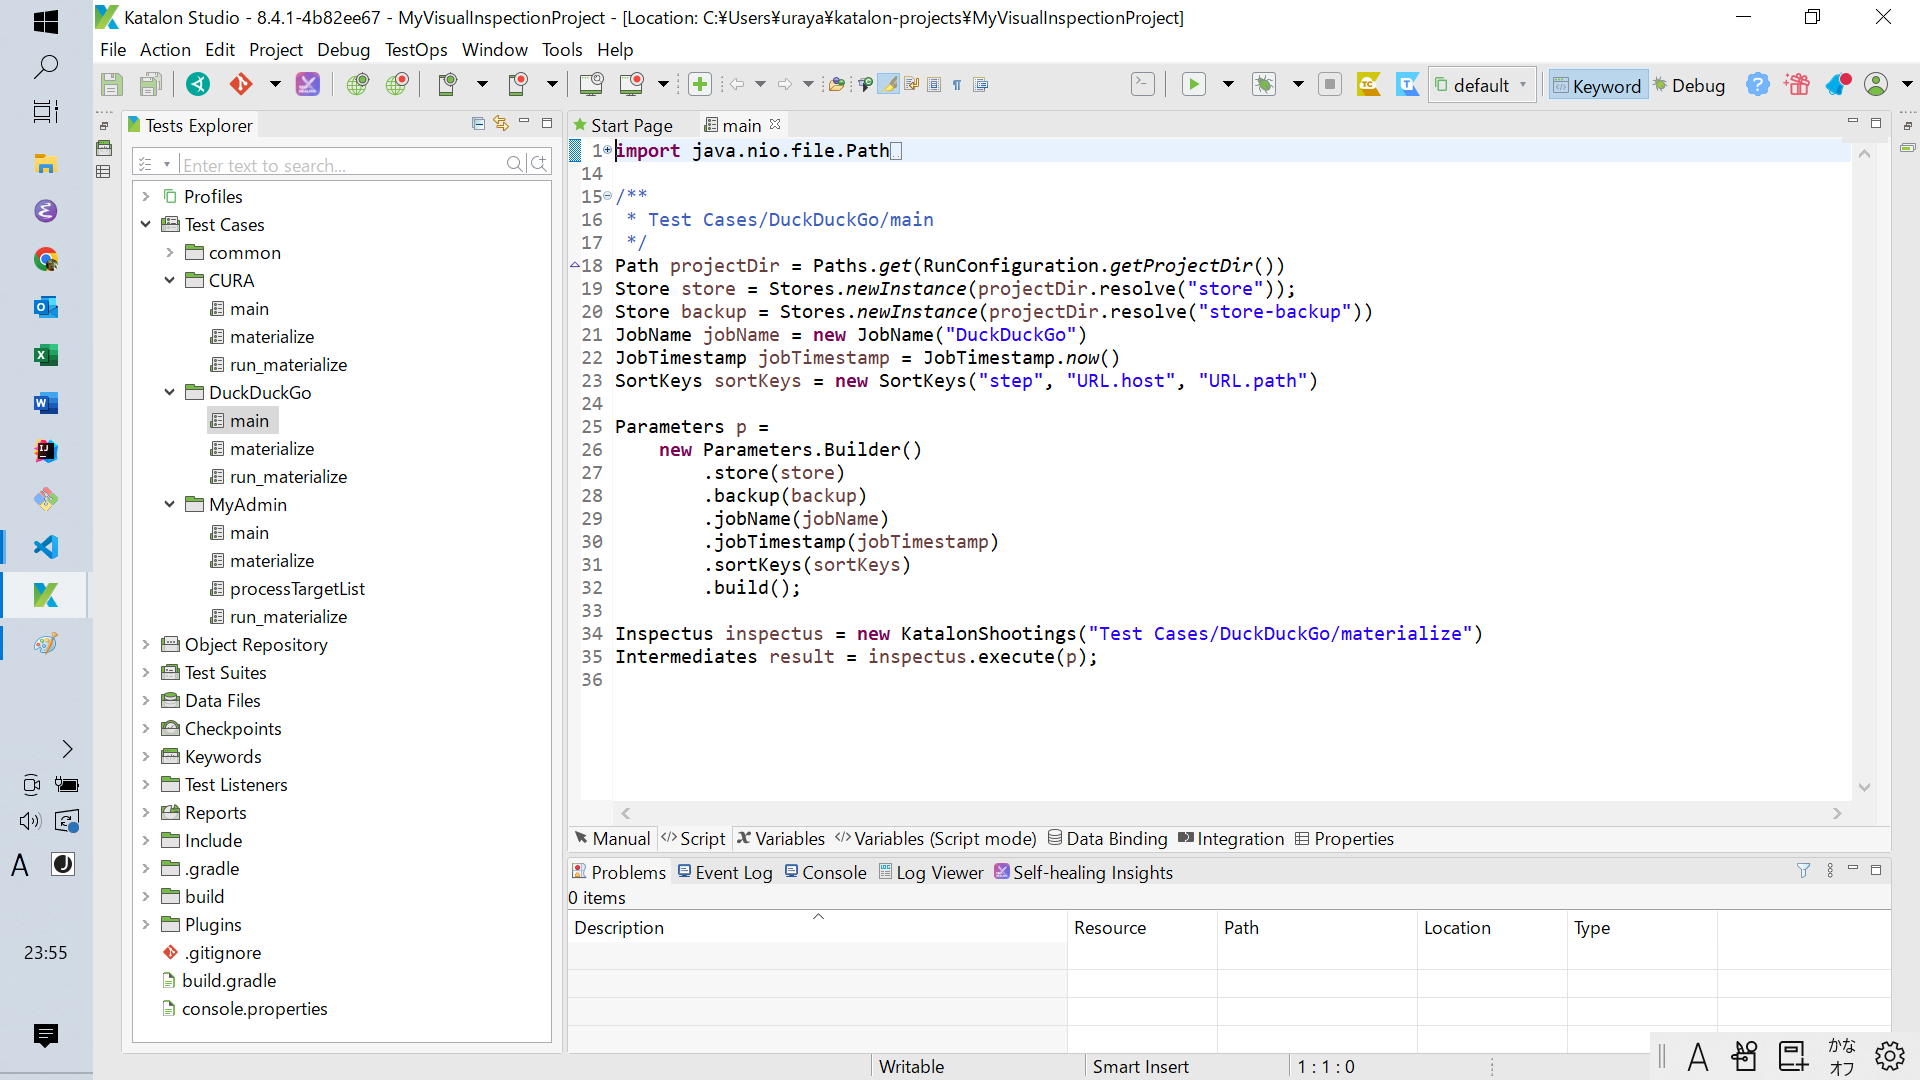 Katalon Studio - 8.4.1-4b82ee67 - MyVisualInspectionProject - [Location: C:¥Users¥uraya¥katalon-projects¥MyVisualInspectionProject]
File Action Edit Project Debug TestOps Window Tools Help
default
Keyword
Debug
Tests Explorer
Enter text to search...
Profiles
Test Cases
common
CURA
main
materialize
run_materialize
DuckDuckGo
main
materialize
run_materialize
MyAdmin
main
materialize
processTargetList
run_materialize
Object Repository
Test Suites
Data Files
Checkpoints
Keywords
Test Listeners
Reports
Include
.gradle
build
Plugins
.gitignore
build.gradle
console.properties
Start Page
main
1 import java.nio.file.Path
14
15 /**
16 * Test Cases/DuckDuckGo/main
17 */
18 Path projectDir = Paths.get(RunConfiguration.getProjectDir())
19 Store store = Stores.newInstance(projectDir.resolve("store"));
20 Store backup = Stores.newInstance(projectDir.resolve("store-backup"))
21 JobName jobName = new JobName("DuckDuckGo")
22 JobTimestamp jobTimestamp = JobTimestamp.now()
23 SortKeys sortKeys = new SortKeys("step", "URL.host", "URL.path")
24
25 Parameters p =
26 new Parameters.Builder()
27 .store(store)
28 .backup(backup)
29 .jobName(jobName)
30 .jobTimestamp(jobTimestamp)
31 .sortKeys(sortKeys)
32 .build();
33
34 Inspectus inspectus = new KatalonShootings("Test Cases/DuckDuckGo/materialize")
35 Intermediates result = inspectus.execute(p);
36
Manual Script Variables Variables (Script mode) Data Binding Integration Properties
Problems Event Log Console Log Viewer Self-healing Insights
0 items
Description Resource Path Location Type
Writable Smart Insert 1 : 1 : 0
A
23:55
A
かな
オフ